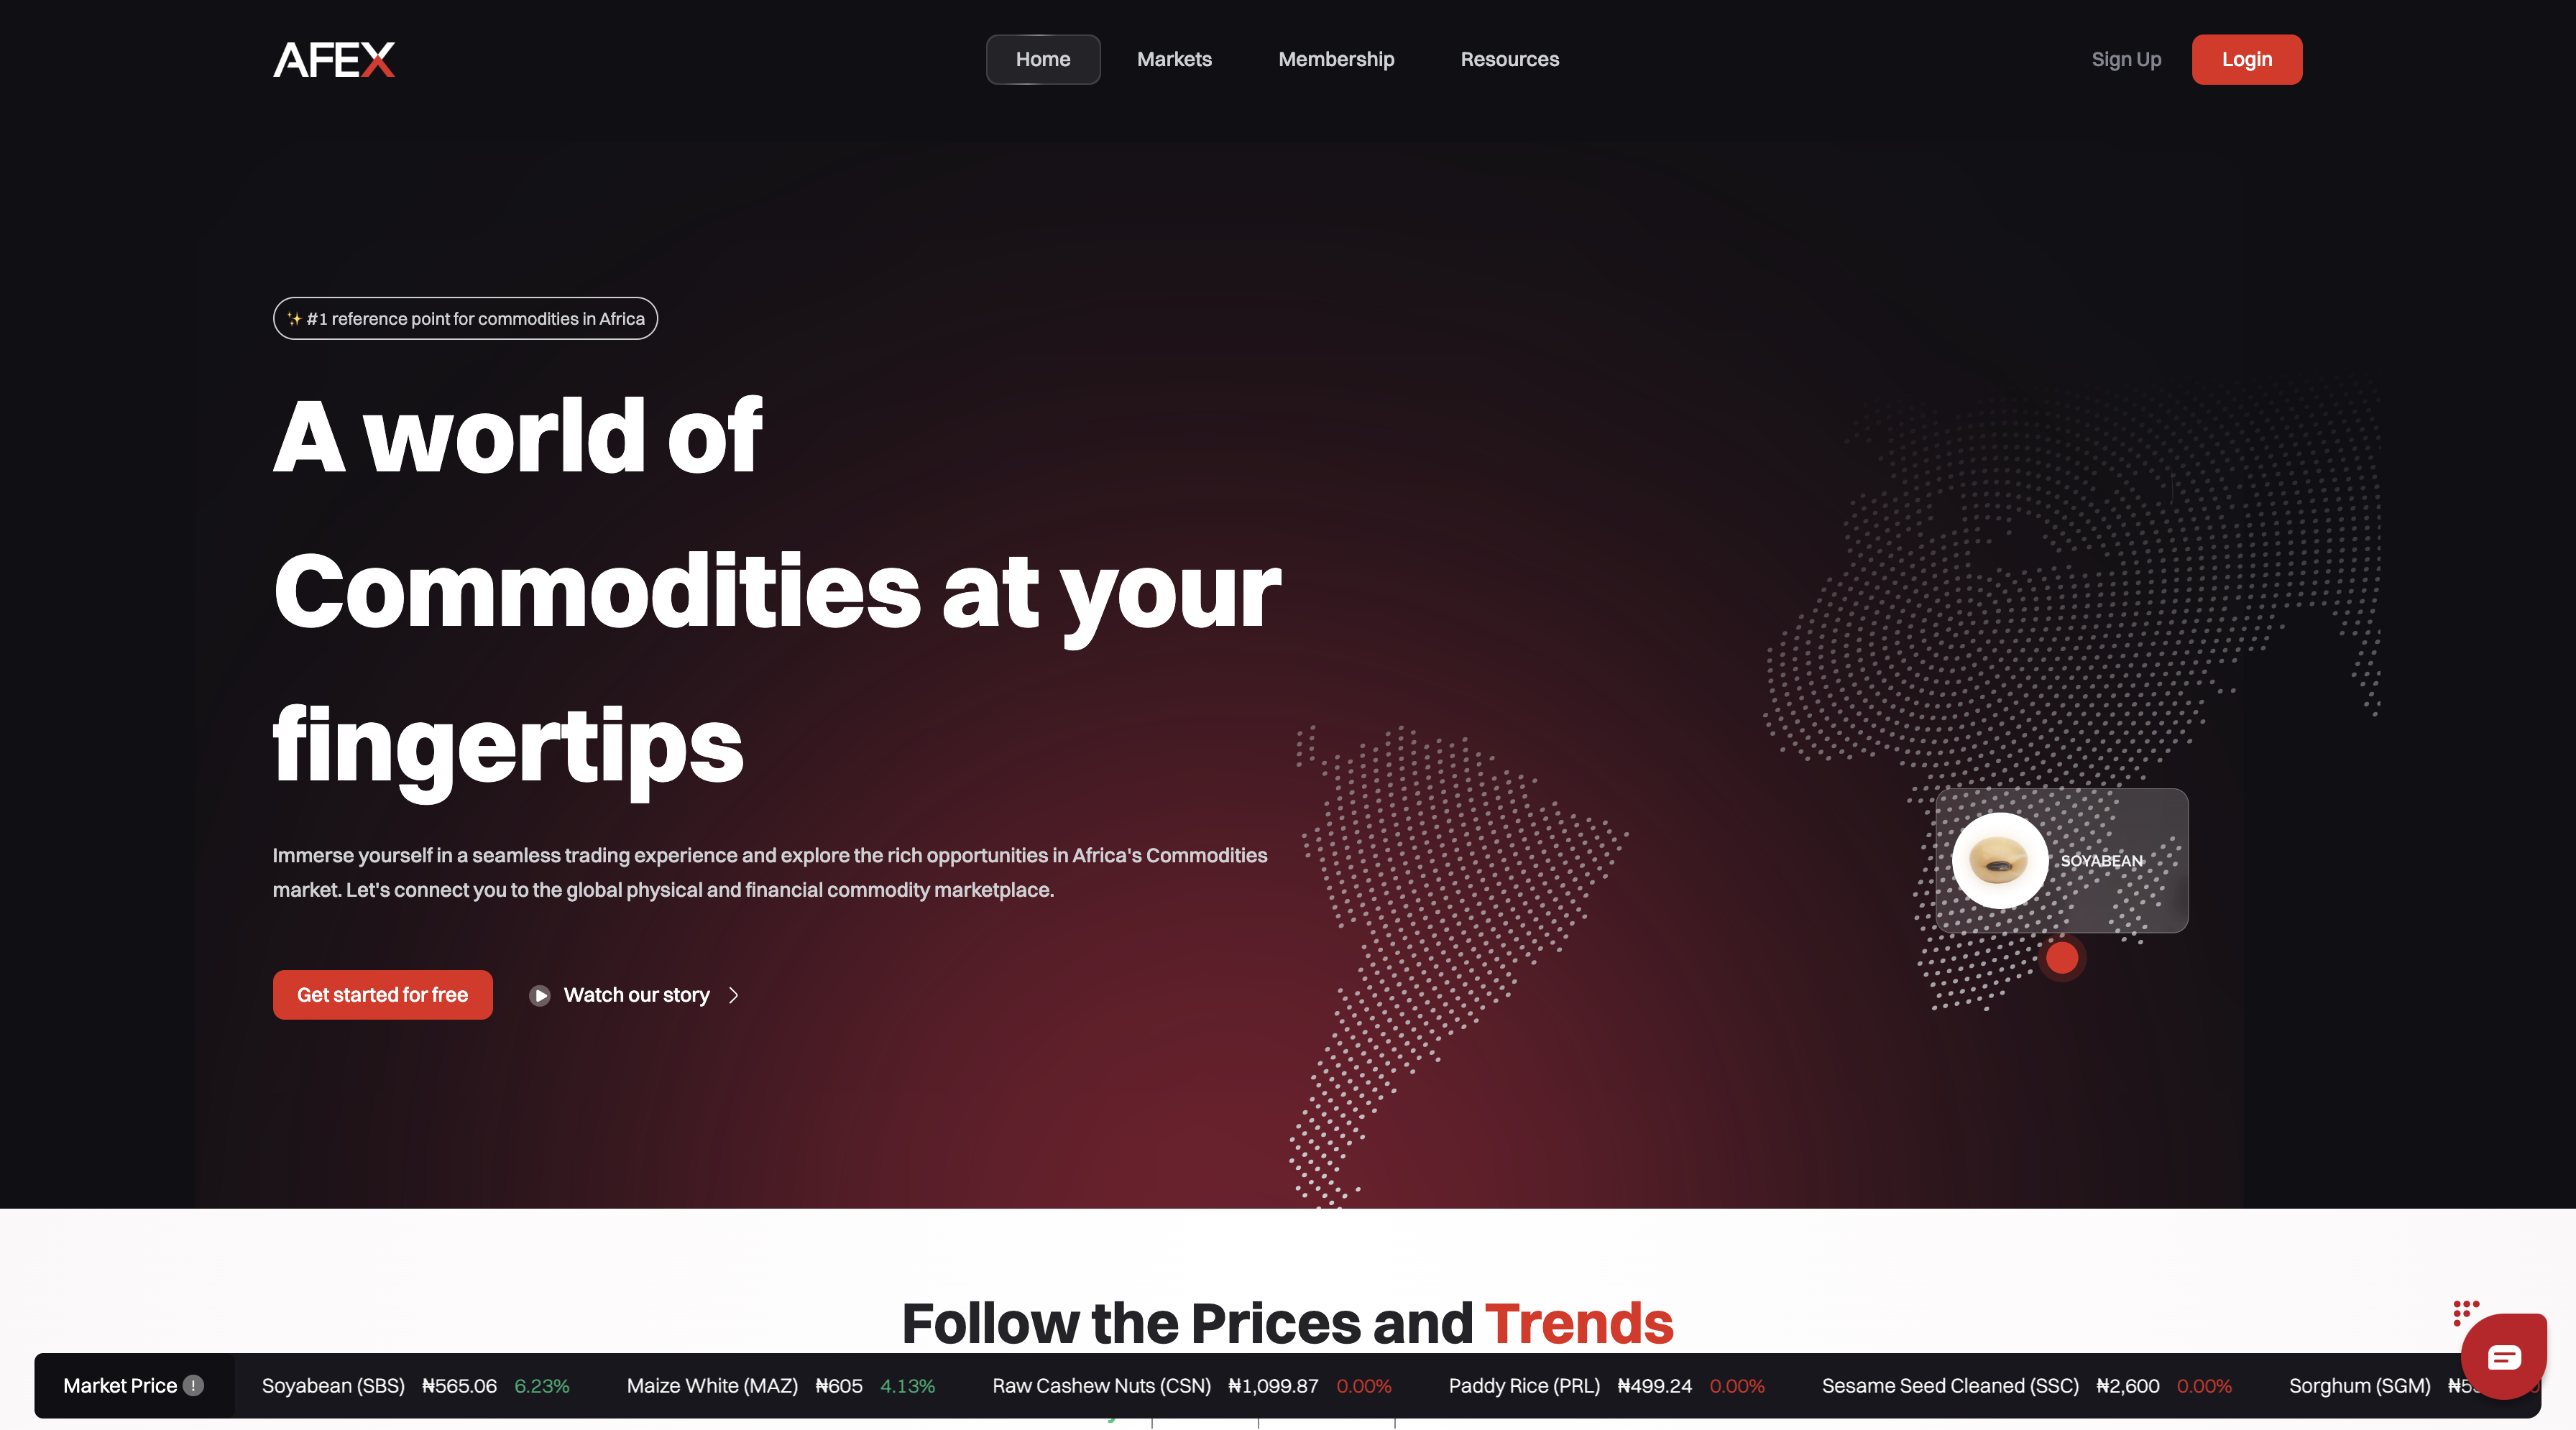 AFEX
Home
Markets
Membership
Resources
Sign Up
Login
✨ #1 reference point for commodities in Africa
A world of
Commodities at your
fingertips
Immerse yourself in a seamless trading experience and explore the rich opportunities in Africa's Commodities
market. Let's connect you to the global physical and financial commodity marketplace.
SOYABEAN
Get started for free
Watch our story
Follow the Prices and Trends
Market Price !
Soyabean (SBS) ₦565.06 6.23%
Maize White (MAZ) ₦605 4.13%
Raw Cashew Nuts (CSN) ₦1,099.87 0.00%
Paddy Rice (PRL) ₦499.24 0.00%
Sesame Seed Cleaned (SSC) ₦2,600 0.00%
Sorghum (SGM)